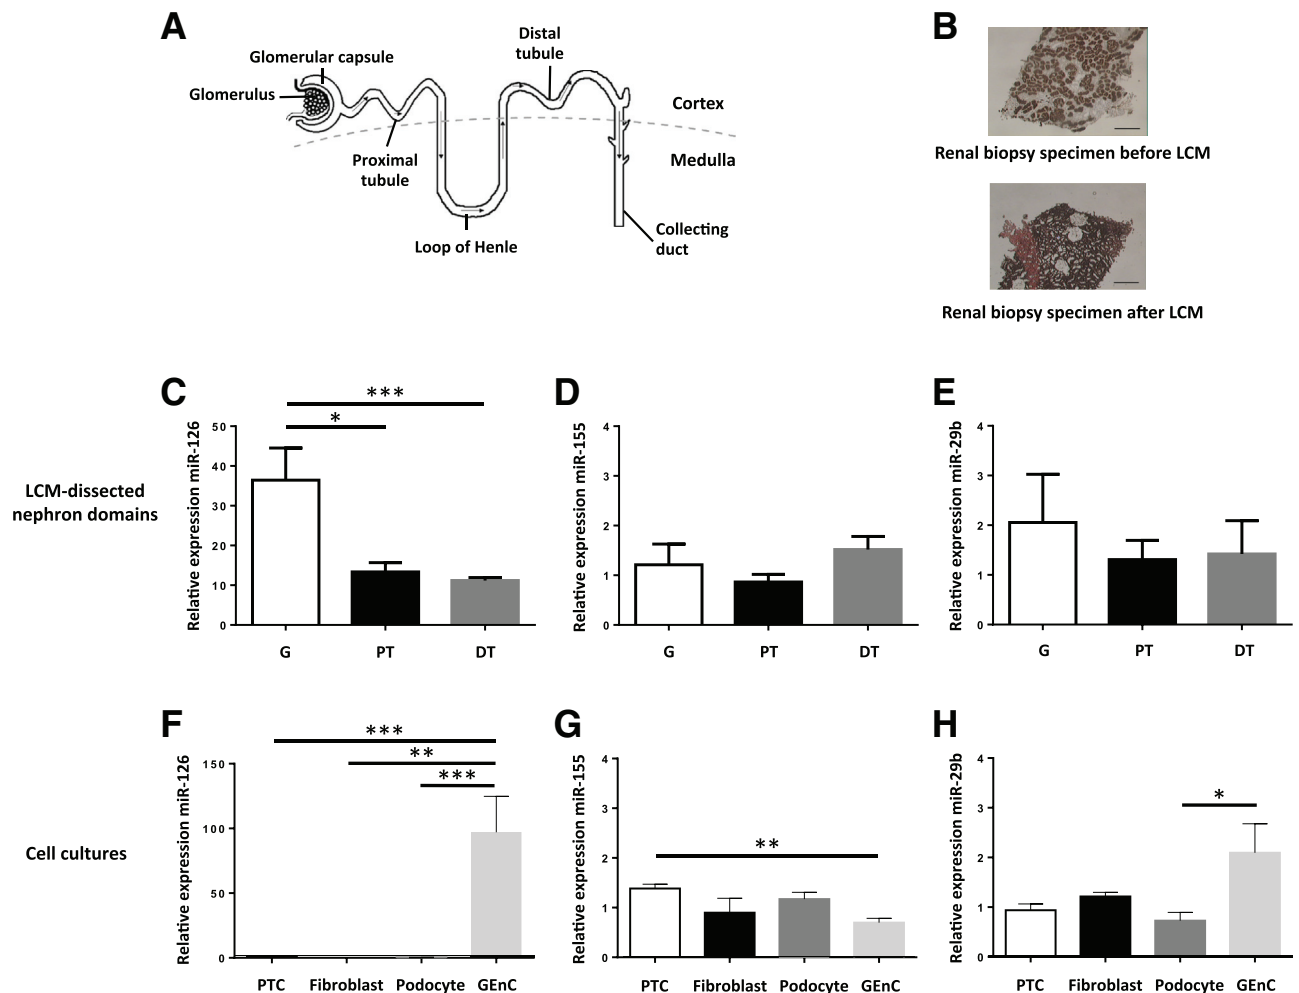 A
Glomerular capsule
Glomerulus
Proximal
tubule
Loop of Henle
Distal
tubule
Cortex
Medulla
Collecting
duct
B
Renal biopsy specimen before LCM
Renal biopsy specimen after LCM
LCM-dissected
nephron domains
C
Relative expression miR-126
50
40
30
20
10
0
***
*
G PT DT
D
Relative expression miR-155
4
3
2
1
0
G PT DT
E
Relative expression miR-29b
4
3
2
1
0
G PT DT
Cell cultures
F
Relative expression miR-126
150
100
50
0
***
**
***
PTC Fibroblast Podocyte GEnC
G
Relative expression miR-155
4
3
2
1
0
**
PTC Fibroblast Podocyte GEnC
H
Relative expression miR-29b
4
3
2
1
0
*
PTC Fibroblast Podocyte GEnC